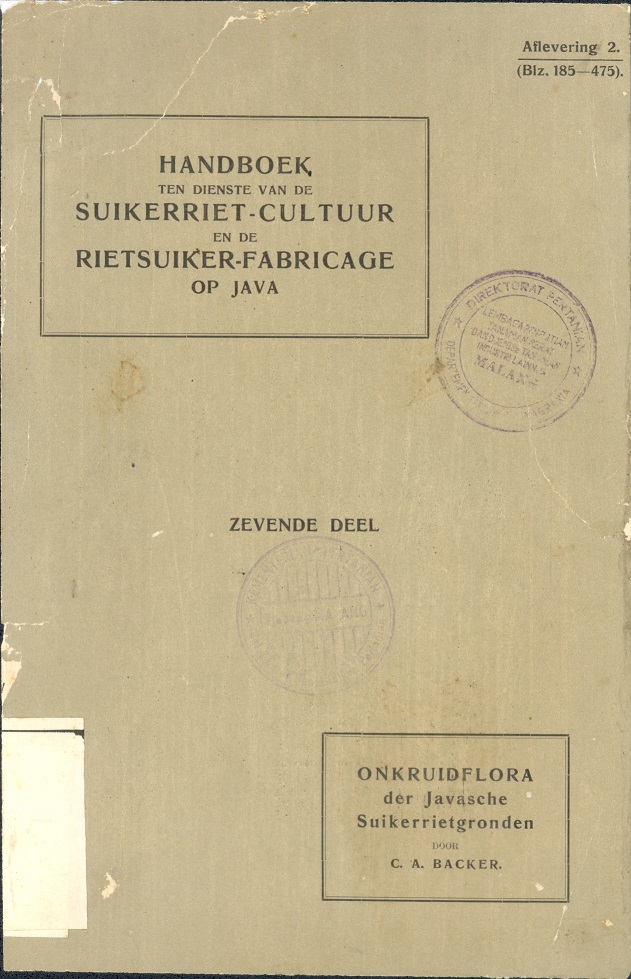 Aflevering 2.
(Blz. 185—475).
HANDBOEK
TEN DIENSTE VAN DE
SUIKERRIET-CULTUUR
EN DE
RIETSUIKER-FABRICAGE
OP JAVA
DIREKTORAT PERTANIAN
MALANG
ZEVENDE DEEL
ONKRUIDFLORA
der Javasche
Suikerrietgronden
DOOR
C. A. BACKER.